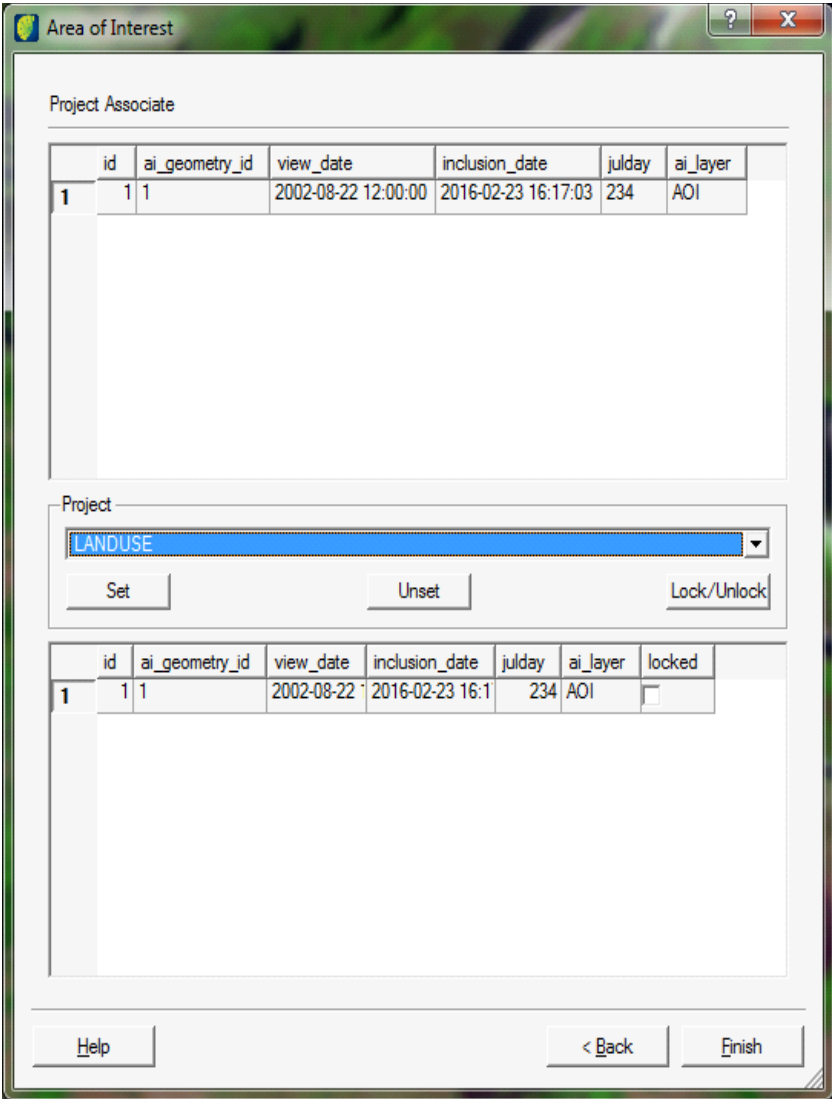 Area of Interest
Project Associate
id ai_geometry_id view_date inclusion_date julday ai_layer
1 1 1 2002-08-22 12:00:00 2016-02-23 16:17:03 234 AOI
Project
LANDUSE
Set Unset Lock/Unlock
id ai_geometry_id view_date inclusion_date julday ai_layer locked
1 1 1 2002-08-22 2016-02-23 16:1 234 AOI
Help < Back Finish